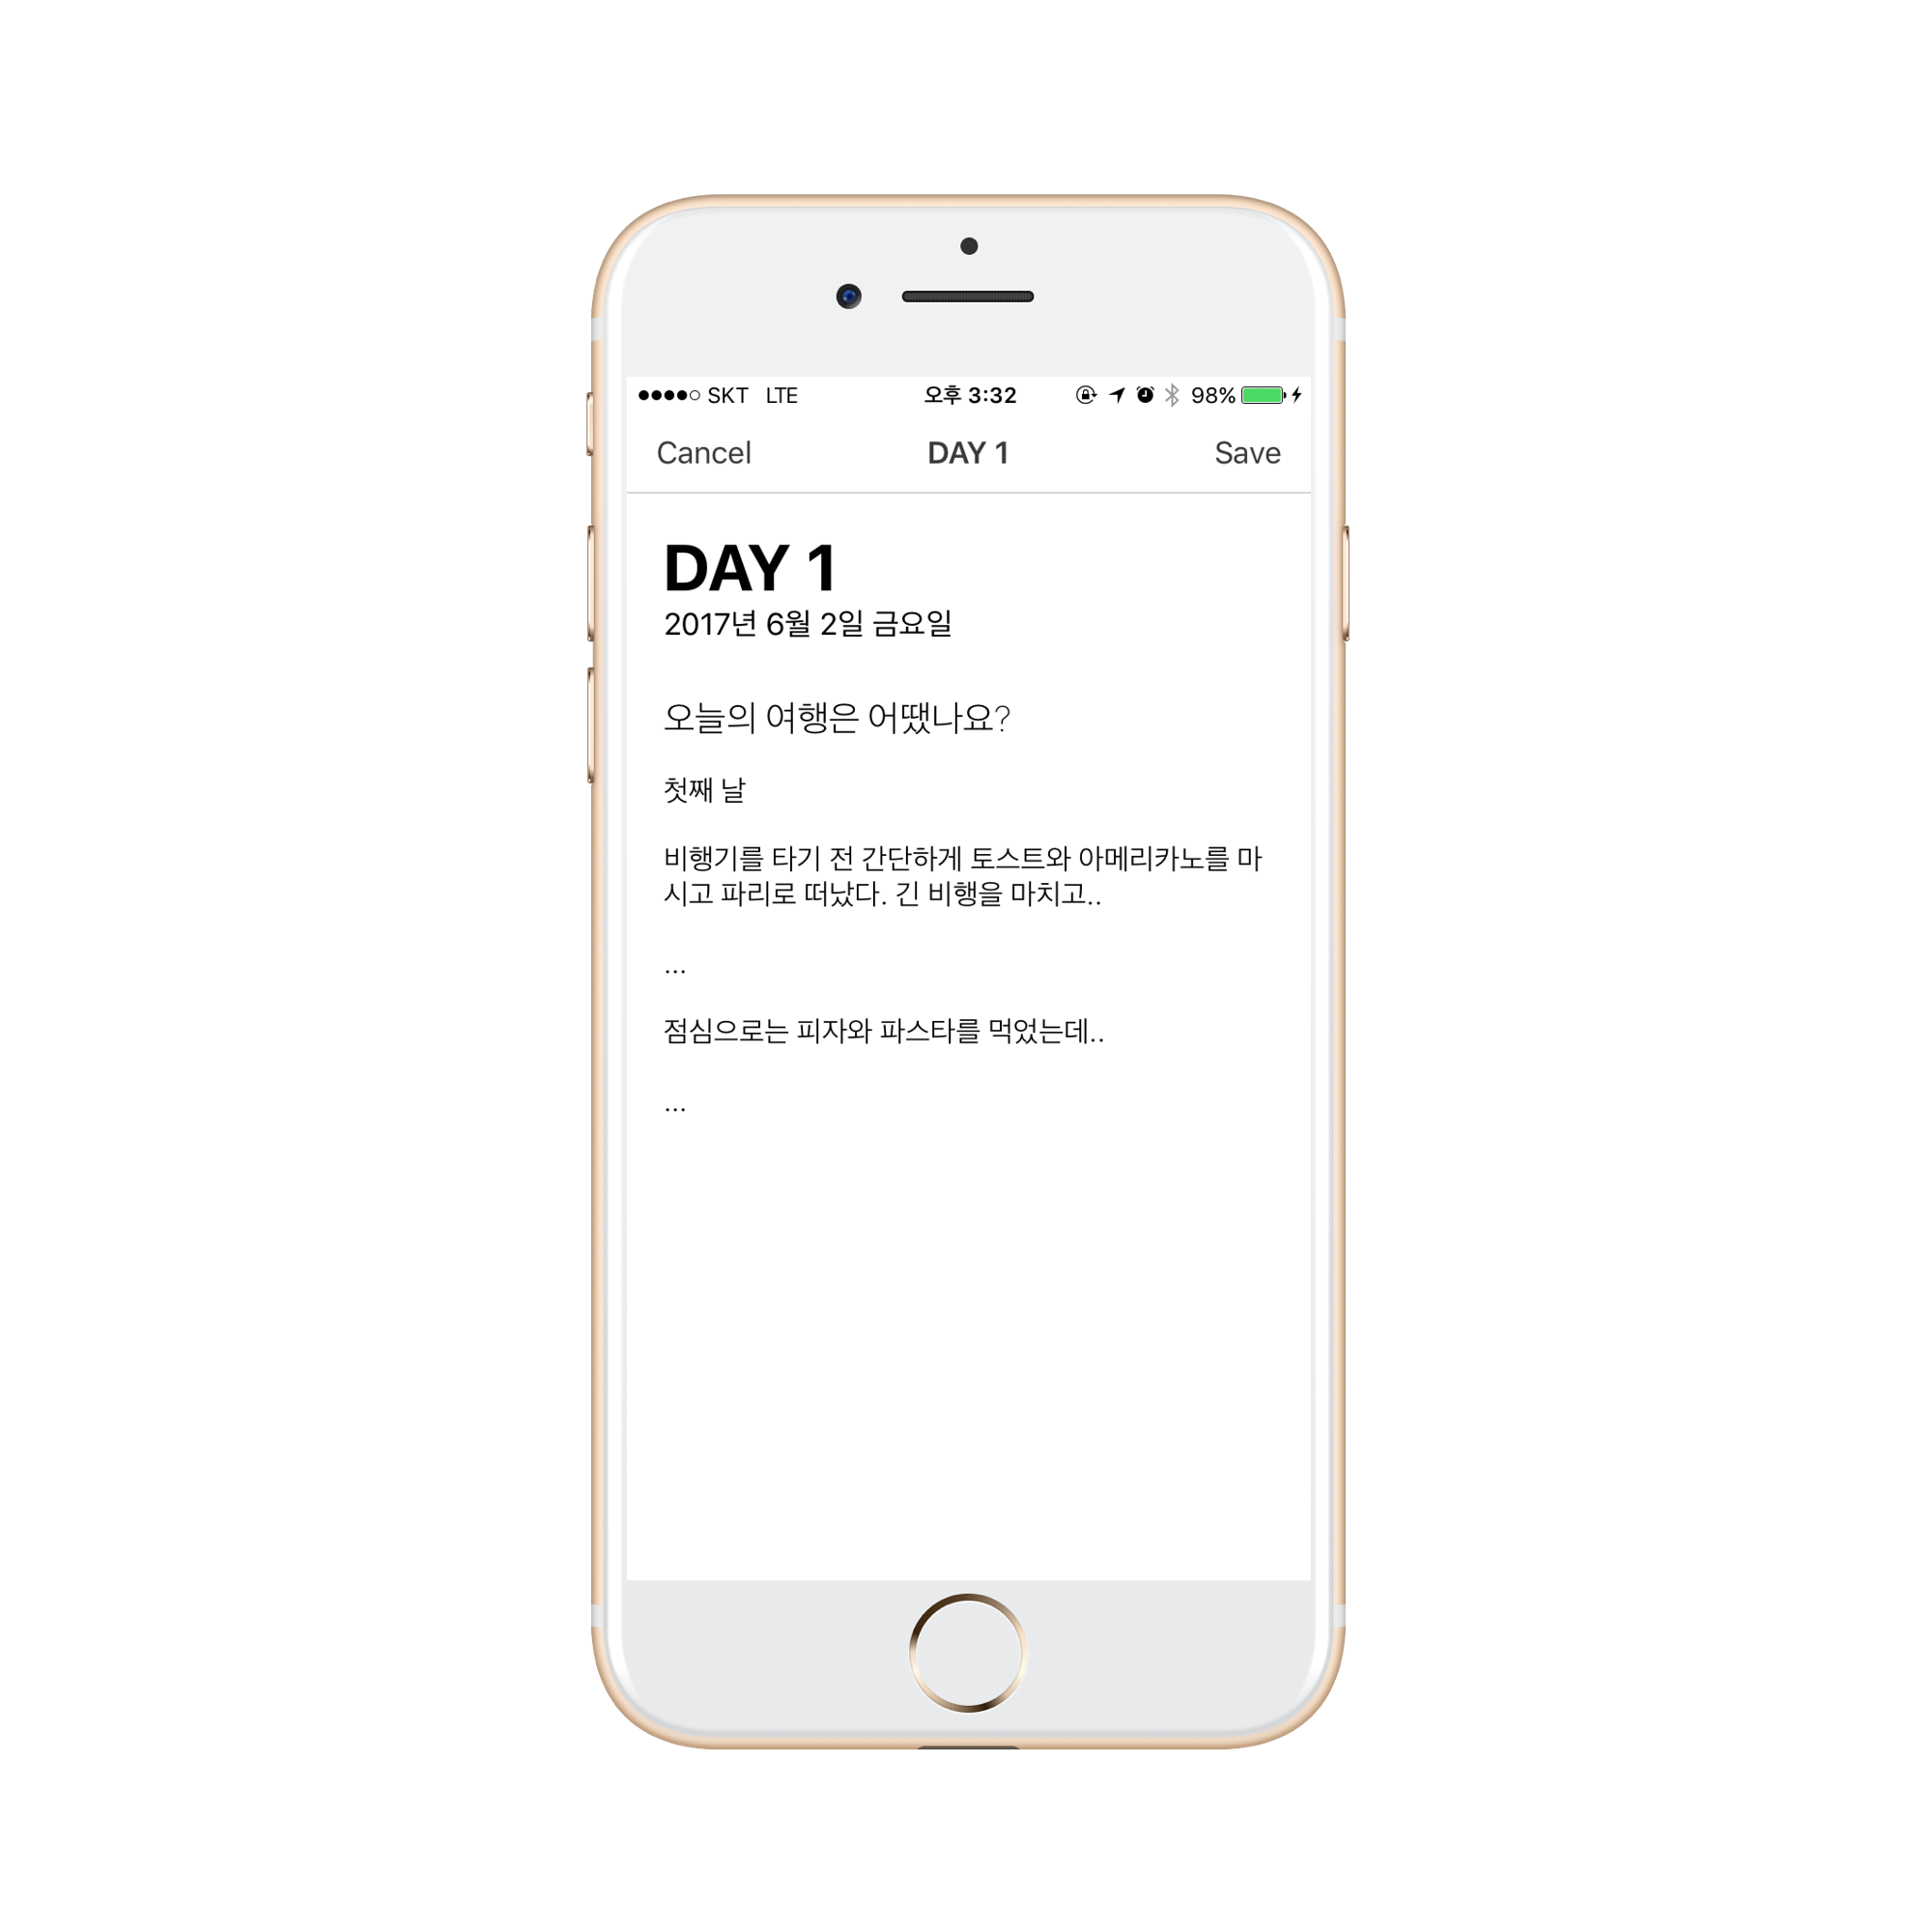 SKT LTE 오후 3:32 98%
Cancel DAY 1 Save
DAY 1
2017년 6월 2일 금요일
오늘의 여행은 어땠나요?
첫째 날
비행기를 타기 전 간단하게 토스트와 아메리카노를 마
시고 파리로 떠났다. 긴 비행을 마치고..
...
점심으로는 피자와 파스타를 먹었는데..
...